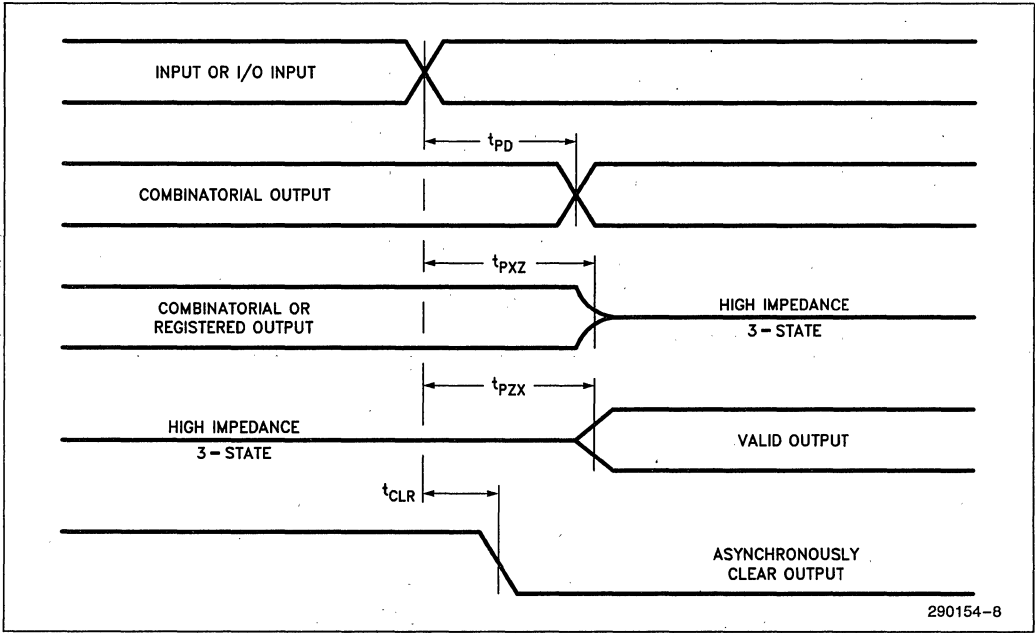 INPUT OR I/O INPUT
tPD
COMBINATORIAL OUTPUT
tPXZ
COMBINATORIAL OR
REGISTERED OUTPUT
HIGH IMPEDANCE
3-STATE
tPZX
HIGH IMPEDANCE
3-STATE
VALID OUTPUT
tCLR
ASYNCHRONOUSLY
CLEAR OUTPUT
290154-8